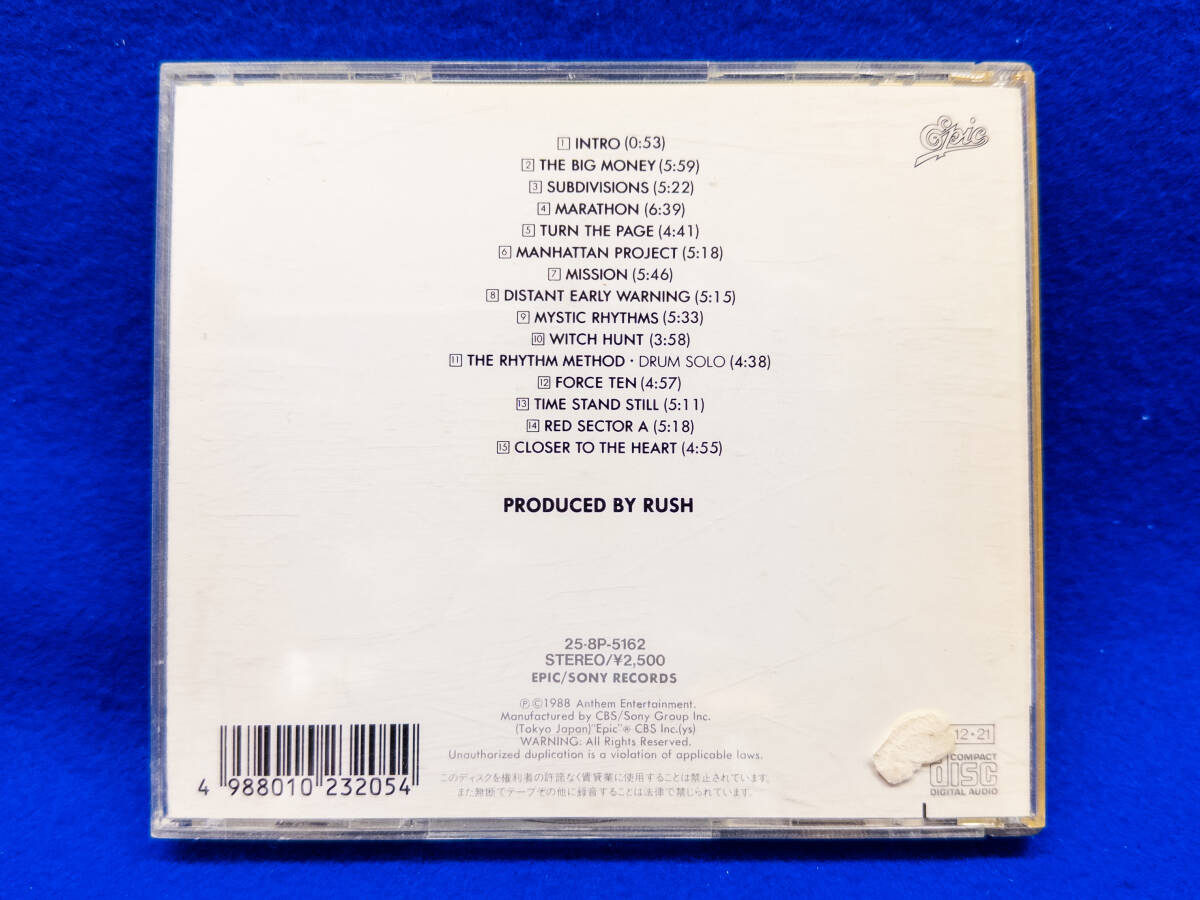 Epic
1 INTRO (0:53)
2 THE BIG MONEY (5:59)
3 SUBDIVISIONS (5:22)
4 MARATHON (6:39)
5 TURN THE PAGE (4:41)
6 MANHATTAN PROJECT (5:18)
7 MISSION (5:46)
8 DISTANT EARLY WARNING (5:15)
9 MYSTIC RHYTHMS (5:33)
10 WITCH HUNT (3:58)
11 THE RHYTHM METHOD • DRUM SOLO (4:38)
12 FORCE TEN (4:57)
13 TIME STAND STILL (5:11)
14 RED SECTOR A (5:18)
15 CLOSER TO THE HEART (4:55)
PRODUCED BY RUSH
25·8P-5162
STEREO/¥2,500
EPIC/SONY RECORDS
Ⓟ©1988 Anthem Entertainment.
Manufactured by CBS/Sony Group Inc.
(Tokyo Japan)"Epic"® CBS Inc.(ys)
WARNING: All Rights Reserved.
Unauthorized duplication is a violation of applicable laws.
このディスクを権利者の許諾なく賃貸業に使用することは禁止されています。
また無断でテープその他に録音することは法律で禁じられています。
4 988010 232054
12•21
COMPACT
disc
DIGITAL AUDIO